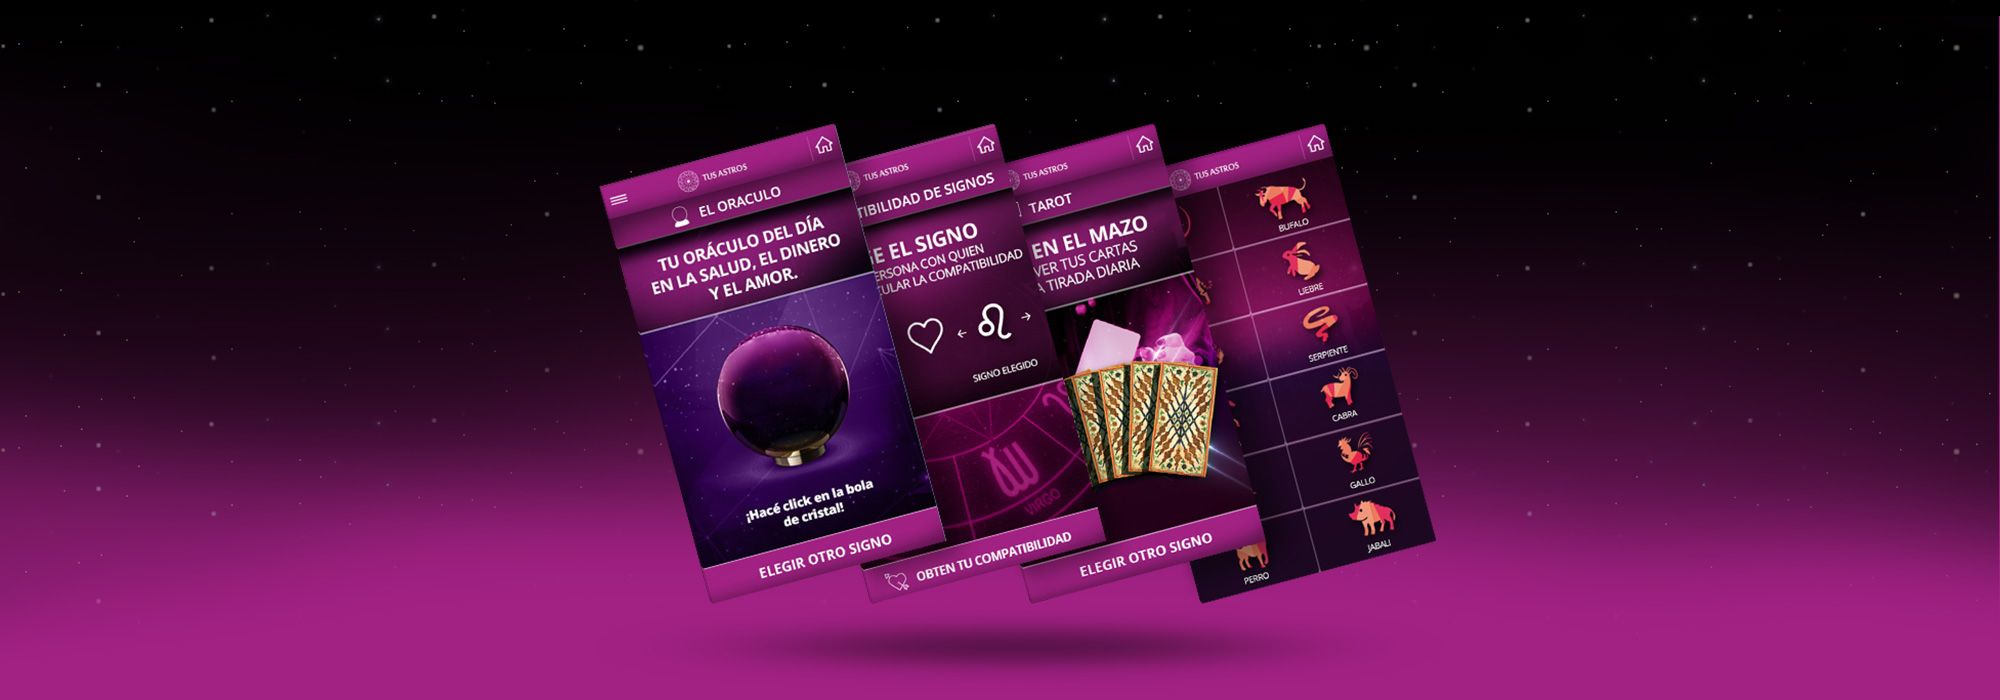 TUS ASTROS
EL ORACULO
TU ORÁCULO DEL DÍA
EN LA SALUD, EL DINERO
Y EL AMOR.
¡Hacé click en la bola
de cristal!
ELEGIR OTRO SIGNO
TUS ASTROS
TIBILIDAD DE SIGNOS
GE EL SIGNO
ERSONA CON QUIEN
ULAR LA COMPATIBILIDAD
SIGNO ELEGIDO
VIRGO
OBTEN TU COMPATIBILIDAD
TUS ASTROS
TAROT
EN EL MAZO
VER TUS CARTAS
A TIRADA DIARIA
ELEGIR OTRO SIGNO
TUS ASTROS
BUFALO
LIEBRE
SERPIENTE
CABRA
GALLO
PERRO
JABALI